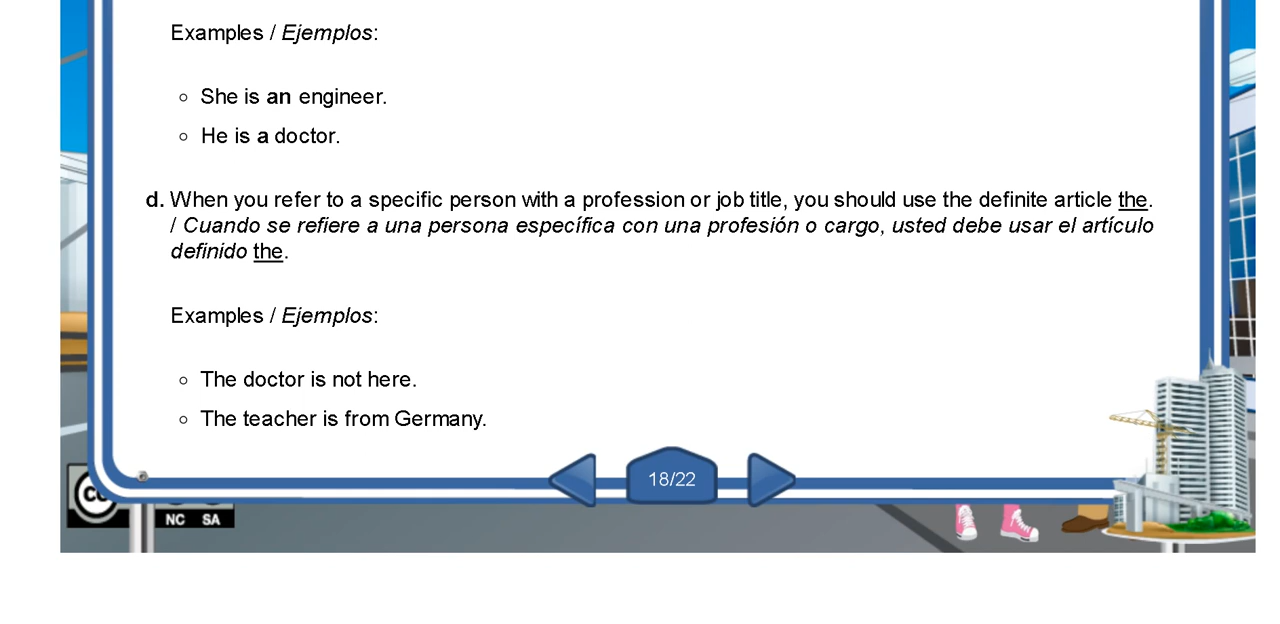 Examples / Ejemplos:
She is an engineer.
He is a doctor.
d. When you refer to a specific person with a profession or job title, you should use the definite article the.
/ Cuando se refiere a una persona específica con una profesión o cargo, usted debe usar el artículo
definido the.
Examples / Ejemplos:
The doctor is not here.
The teacher is from Germany.
18/22
cc
NC SA